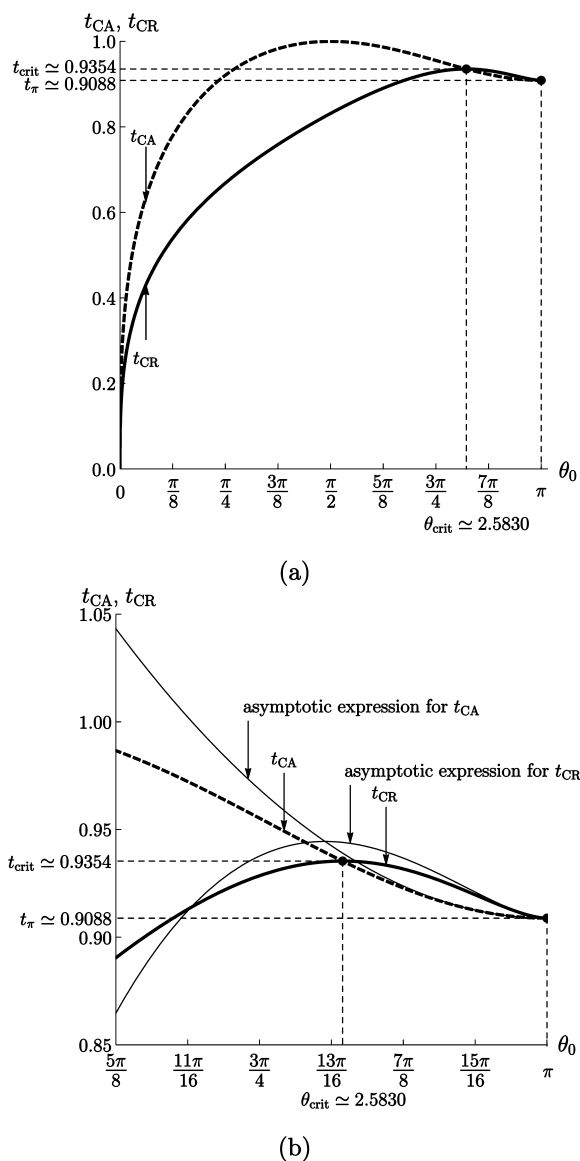 t_CA, t_CR
1.0
t_crit ≃ 0.9354
t_π ≃ 0.9088
0.8
t_CA
0.6
0.4
t_CR
0.2
0.0
0 π/8 π/4 3π/8 π/2 5π/8 3π/4 7π/8 π θ_0
θ_crit ≃ 2.5830
(a)
t_CA, t_CR
1.05
asymptotic expression for t_CA
1.00
t_CA
asymptotic expression for t_CR
t_CR
0.95
t_crit ≃ 0.9354
t_π ≃ 0.9088
0.90
0.85
5π/8 11π/16 3π/4 13π/16 7π/8 15π/16 π θ_0
θ_crit ≃ 2.5830
(b)